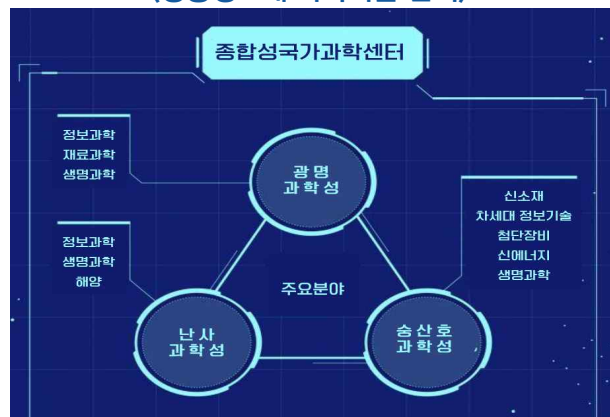 종합성국가과학센터
정보과학
재료과학
생명과학
광명
과학성
신소재
차세대 정보기술
첨단장비
신에너지
생명과학
정보과학
생명과학
해양
주요분야
난사
과학성
숭산호
과학성